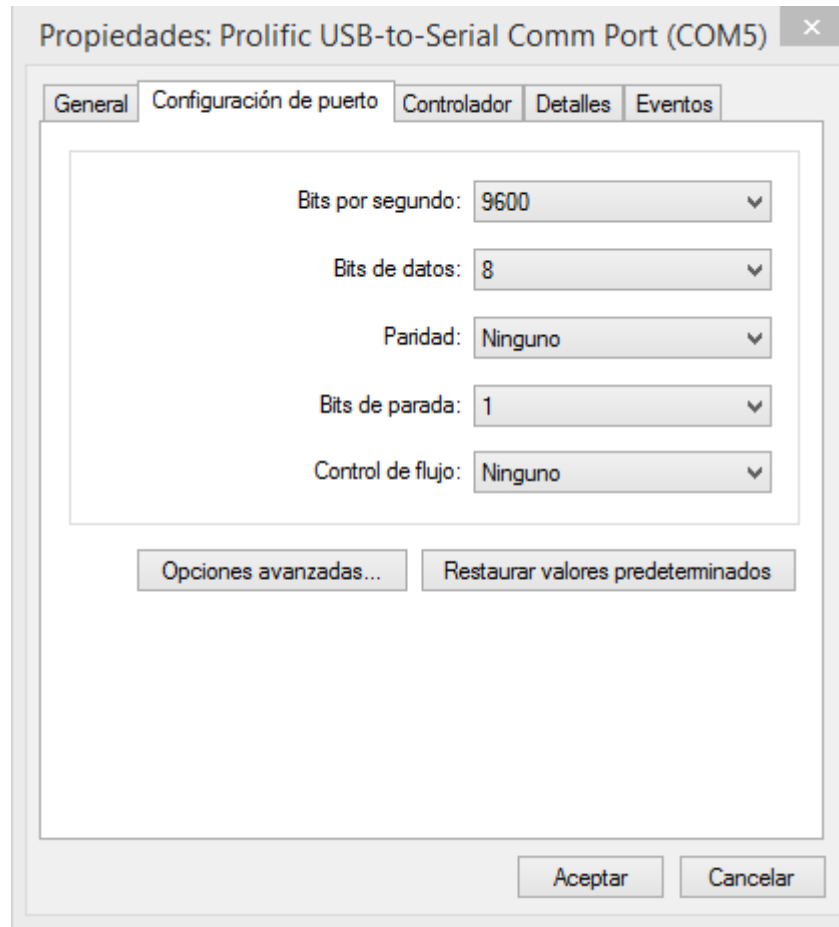 Propiedades: Prolific USB-to-Serial Comm Port (COM5)
General Configuración de puerto Controlador Detalles Eventos
Bits por segundo: 9600
Bits de datos: 8
Paridad: Ninguno
Bits de parada: 1
Control de flujo: Ninguno
Opciones avanzadas... Restaurar valores predeterminados
Aceptar Cancelar